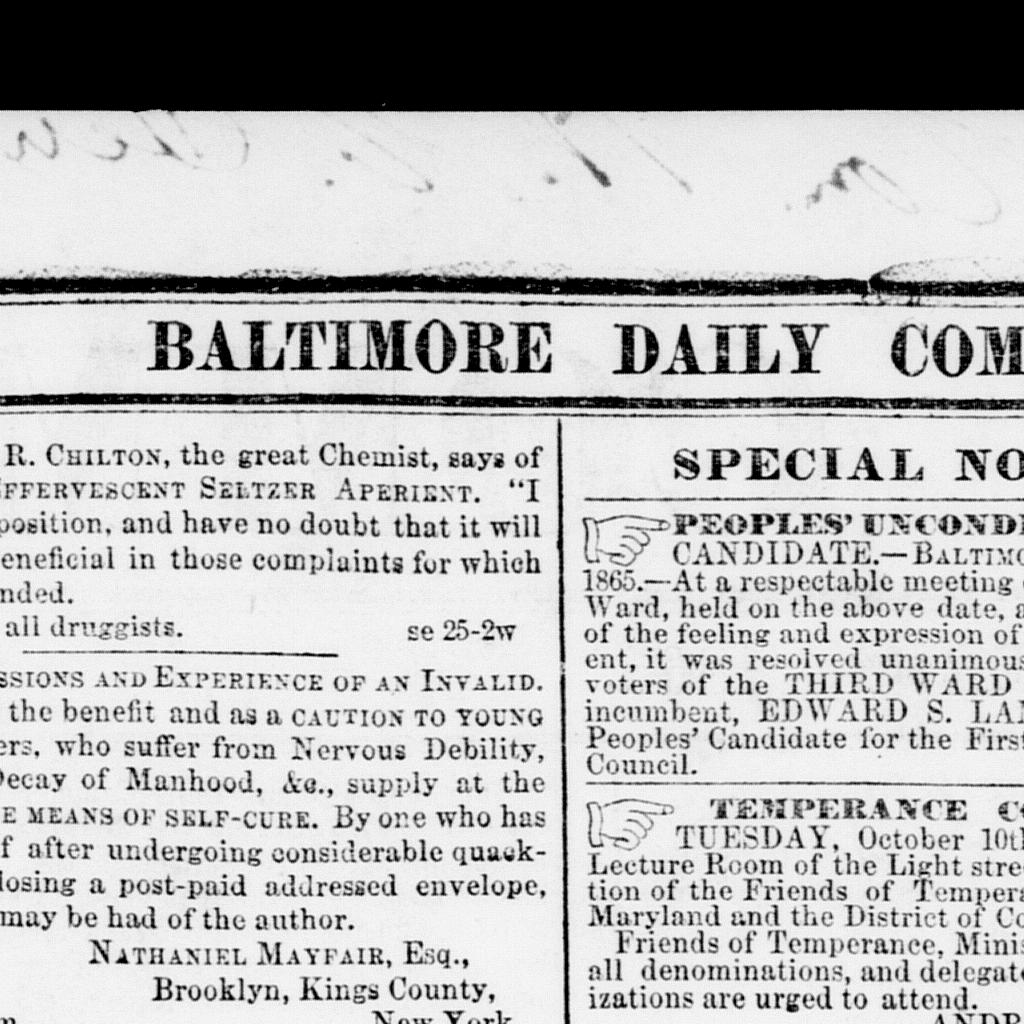 BALTIMORE DAILY COM
R. CHILTON, the great Chemist, says of
EFFERVESCENT SELTZER APERIENT. "I
position, and have no doubt that it will
eneficial in those complaints for which
nded.
all druggists. se 25-2w
SSIONS AND EXPERIENCE OF AN INVALID.
the benefit and as a CAUTION TO YOUNG
ers, who suffer from Nervous Debility,
Decay of Manhood, &c., supply at the
E MEANS OF SELF-CURE. By one who has
f after undergoing considerable quack-
losing a post-paid addressed envelope,
may be had of the author.
NATHANIEL MAYFAIR, Esq.,
Brooklyn, Kings County,
New York
SPECIAL NO
PEOPLES' UNCONDI
CANDIDATE.—BALTIMO
1865.—At a respectable meeting
Ward, held on the above date, a
of the feeling and expression of
ent, it was resolved unanimous
voters of the THIRD WARD
incumbent, EDWARD S. LAM
Peoples' Candidate for the First
Council.
TEMPERANCE CO
TUESDAY, October 10th
Lecture Room of the Light stre
tion of the Friends of Tempera
Maryland and the District of Co
Friends of Temperance, Minis
all denominations, and delegate
izations are urged to attend.
ANDR